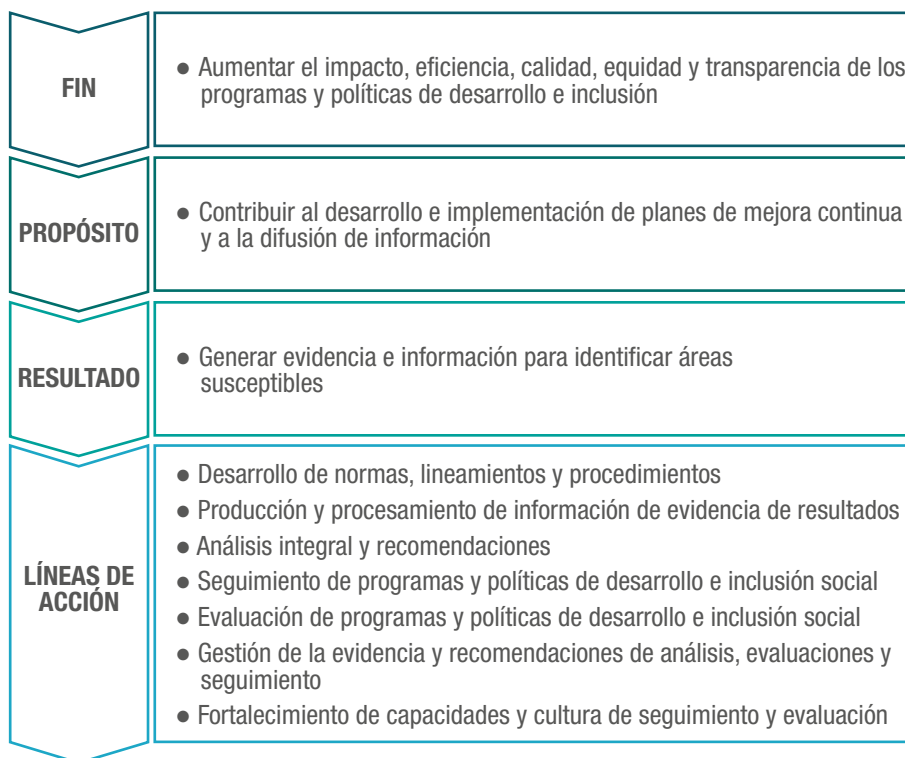 FIN
● Aumentar el impacto, eficiencia, calidad, equidad y transparencia de los
programas y políticas de desarrollo e inclusión
PROPÓSITO
● Contribuir al desarrollo e implementación de planes de mejora continua
y a la difusión de información
RESULTADO
● Generar evidencia e información para identificar áreas
susceptibles
LÍNEAS DE
ACCIÓN
● Desarrollo de normas, lineamientos y procedimientos
● Producción y procesamiento de información de evidencia de resultados
● Análisis integral y recomendaciones
● Seguimiento de programas y políticas de desarrollo e inclusión social
● Evaluación de programas y políticas de desarrollo e inclusión social
● Gestión de la evidencia y recomendaciones de análisis, evaluaciones y
seguimiento
● Fortalecimiento de capacidades y cultura de seguimiento y evaluación